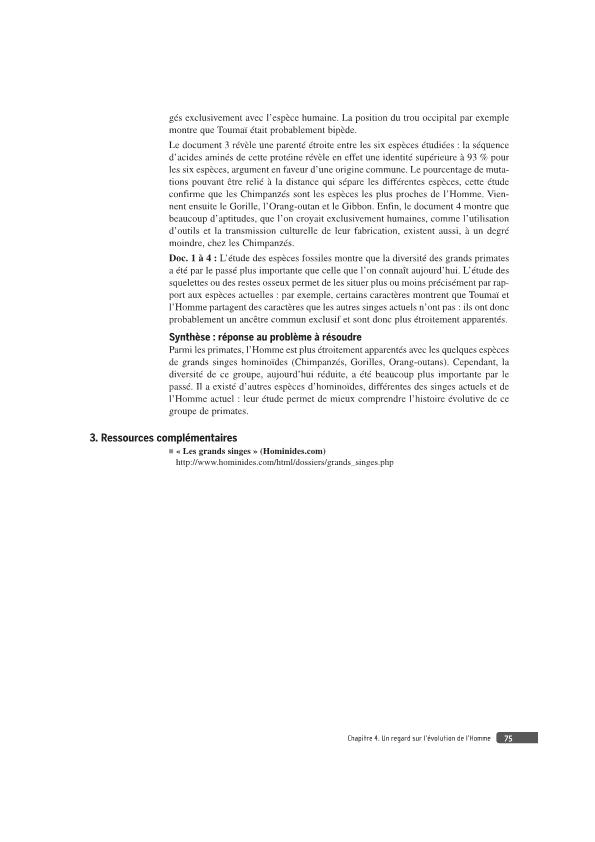 gés exclusivement avec l'espèce humaine. La position du trou occipital par exemple
montre que Toumaï était probablement bipède.
Le document 3 révèle une parenté étroite entre les six espèces étudiées : la séquence
d'acides aminés de cette protéine révèle en effet une identité supérieure à 93 % pour
les six espèces, argument en faveur d'une origine commune. Le pourcentage de muta-
tions pouvant être relié à la distance qui sépare les différentes espèces, cette étude
confirme que les Chimpanzés sont les espèces les plus proches de l'Homme. Vien-
nent ensuite le Gorille, l'Orang-outan et le Gibbon. Enfin, le document 4 montre que
beaucoup d'aptitudes, que l'on croyait exclusivement humaines, comme l'utilisation
d'outils et la transmission culturelle de leur fabrication, existent aussi, à un degré
moindre, chez les Chimpanzés.
Doc. 1 à 4 : L'étude des espèces fossiles montre que la diversité des grands primates
a été par le passé plus importante que celle que l'on connaît aujourd'hui. L'étude des
squelettes ou des restes osseux permet de les situer plus ou moins précisément par rap-
port aux espèces actuelles : par exemple, certains caractères montrent que Toumaï et
l'Homme partagent des caractères que les autres singes actuels n'ont pas : ils ont donc
probablement un ancêtre commun exclusif et sont donc plus étroitement apparentés.
Synthèse : réponse au problème à résoudre
Parmi les primates, l'Homme est plus étroitement apparentés avec les quelques espèces
de grands singes hominoïdes (Chimpanzés, Gorilles, Orang-outans). Cependant, la
diversité de ce groupe, aujourd'hui réduite, a été beaucoup plus importante par le
passé. Il a existé d'autres espèces d'hominoïdes, différentes des singes actuels et de
l'Homme actuel : leur étude permet de mieux comprendre l'histoire évolutive de ce
groupe de primates.
3. Ressources complémentaires
■ « Les grands singes » (Hominides.com)
http://www.hominides.com/html/dossiers/grands_singes.php
Chapitre 4. Un regard sur l'évolution de l'Homme 75